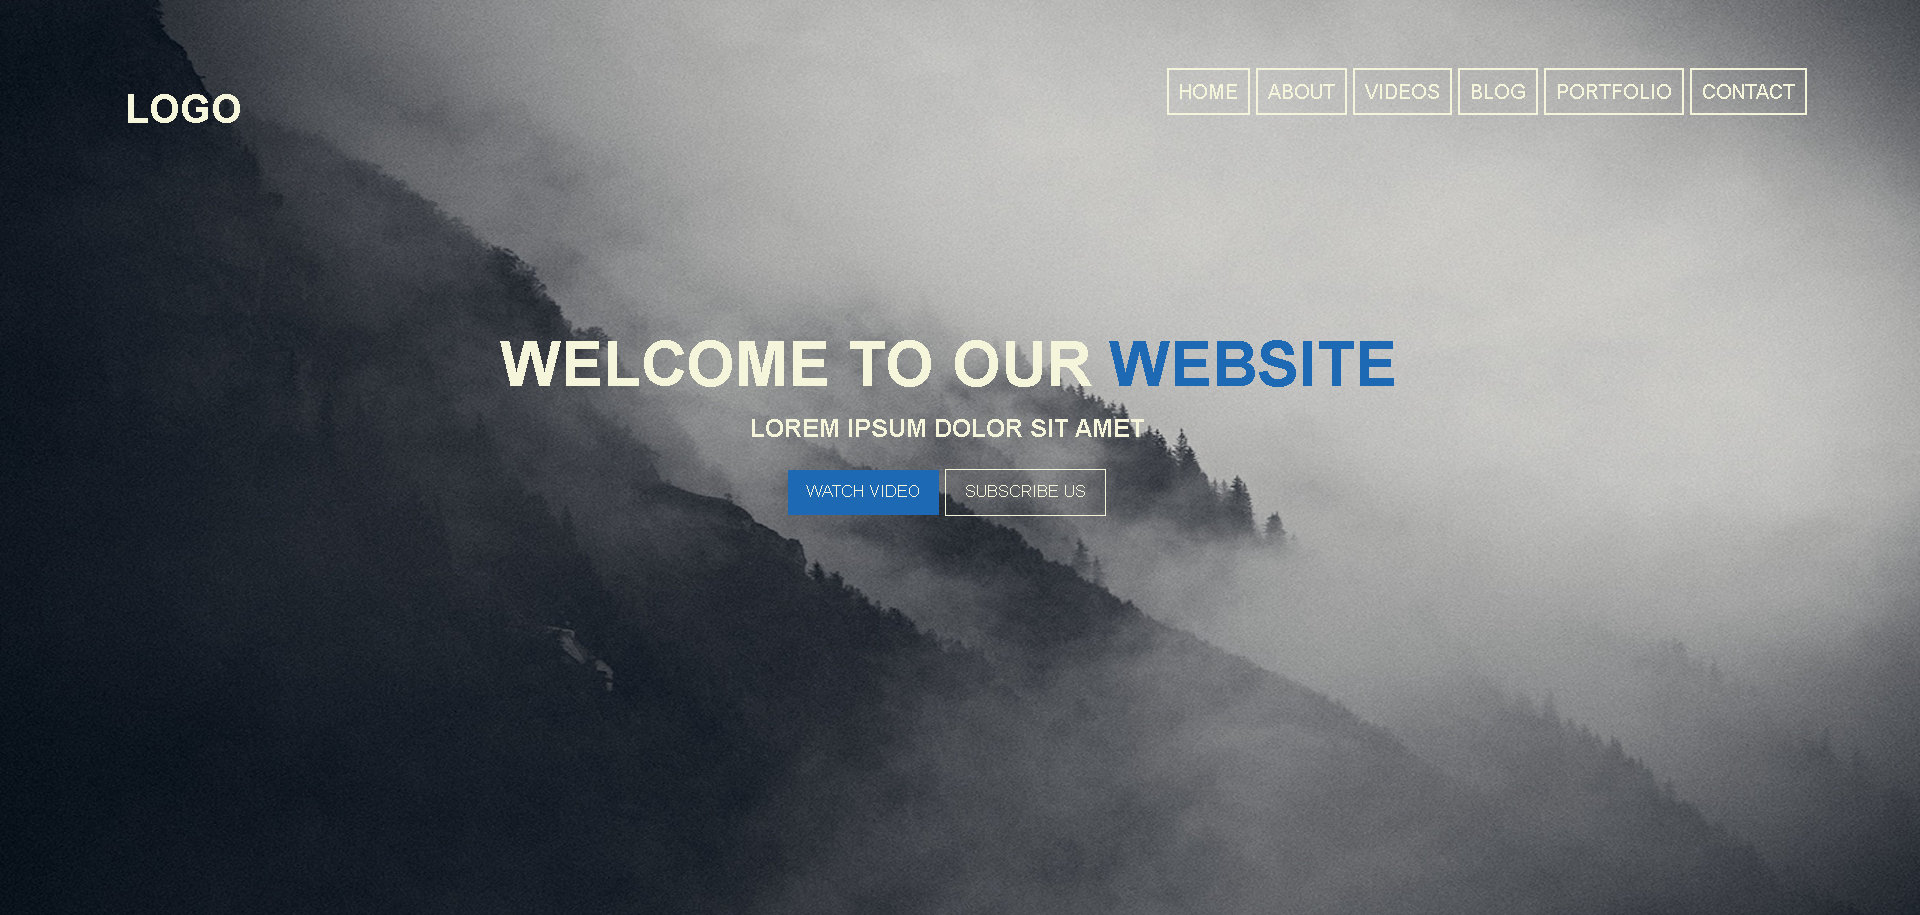 LOGO
HOME ABOUT VIDEOS BLOG PORTFOLIO CONTACT
WELCOME TO OUR WEBSITE
LOREM IPSUM DOLOR SIT AMET
WATCH VIDEO SUBSCRIBE US